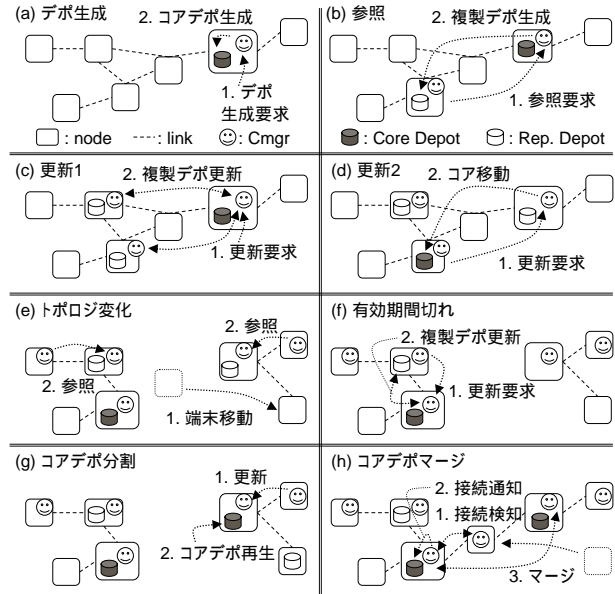 (a) デポ生成
2. コアデポ生成
1. デポ
生成要求
: node
: link
: Cmgr
(b) 参照
2. 複製デポ生成
1. 参照要求
: Core Depot
: Rep. Depot
(c) 更新1
2. 複製デポ更新
1. 更新要求
(d) 更新2
2. コア移動
1. 更新要求
(e) トポロジ変化
2. 参照
2. 参照
1. 端末移動
(f) 有効期間切れ
2. 複製デポ更新
1. 更新要求
(g) コアデポ分割
1. 更新
2. コアデポ再生
(h) コアデポマージ
2. 接続通知
1. 接続検知
3. マージ